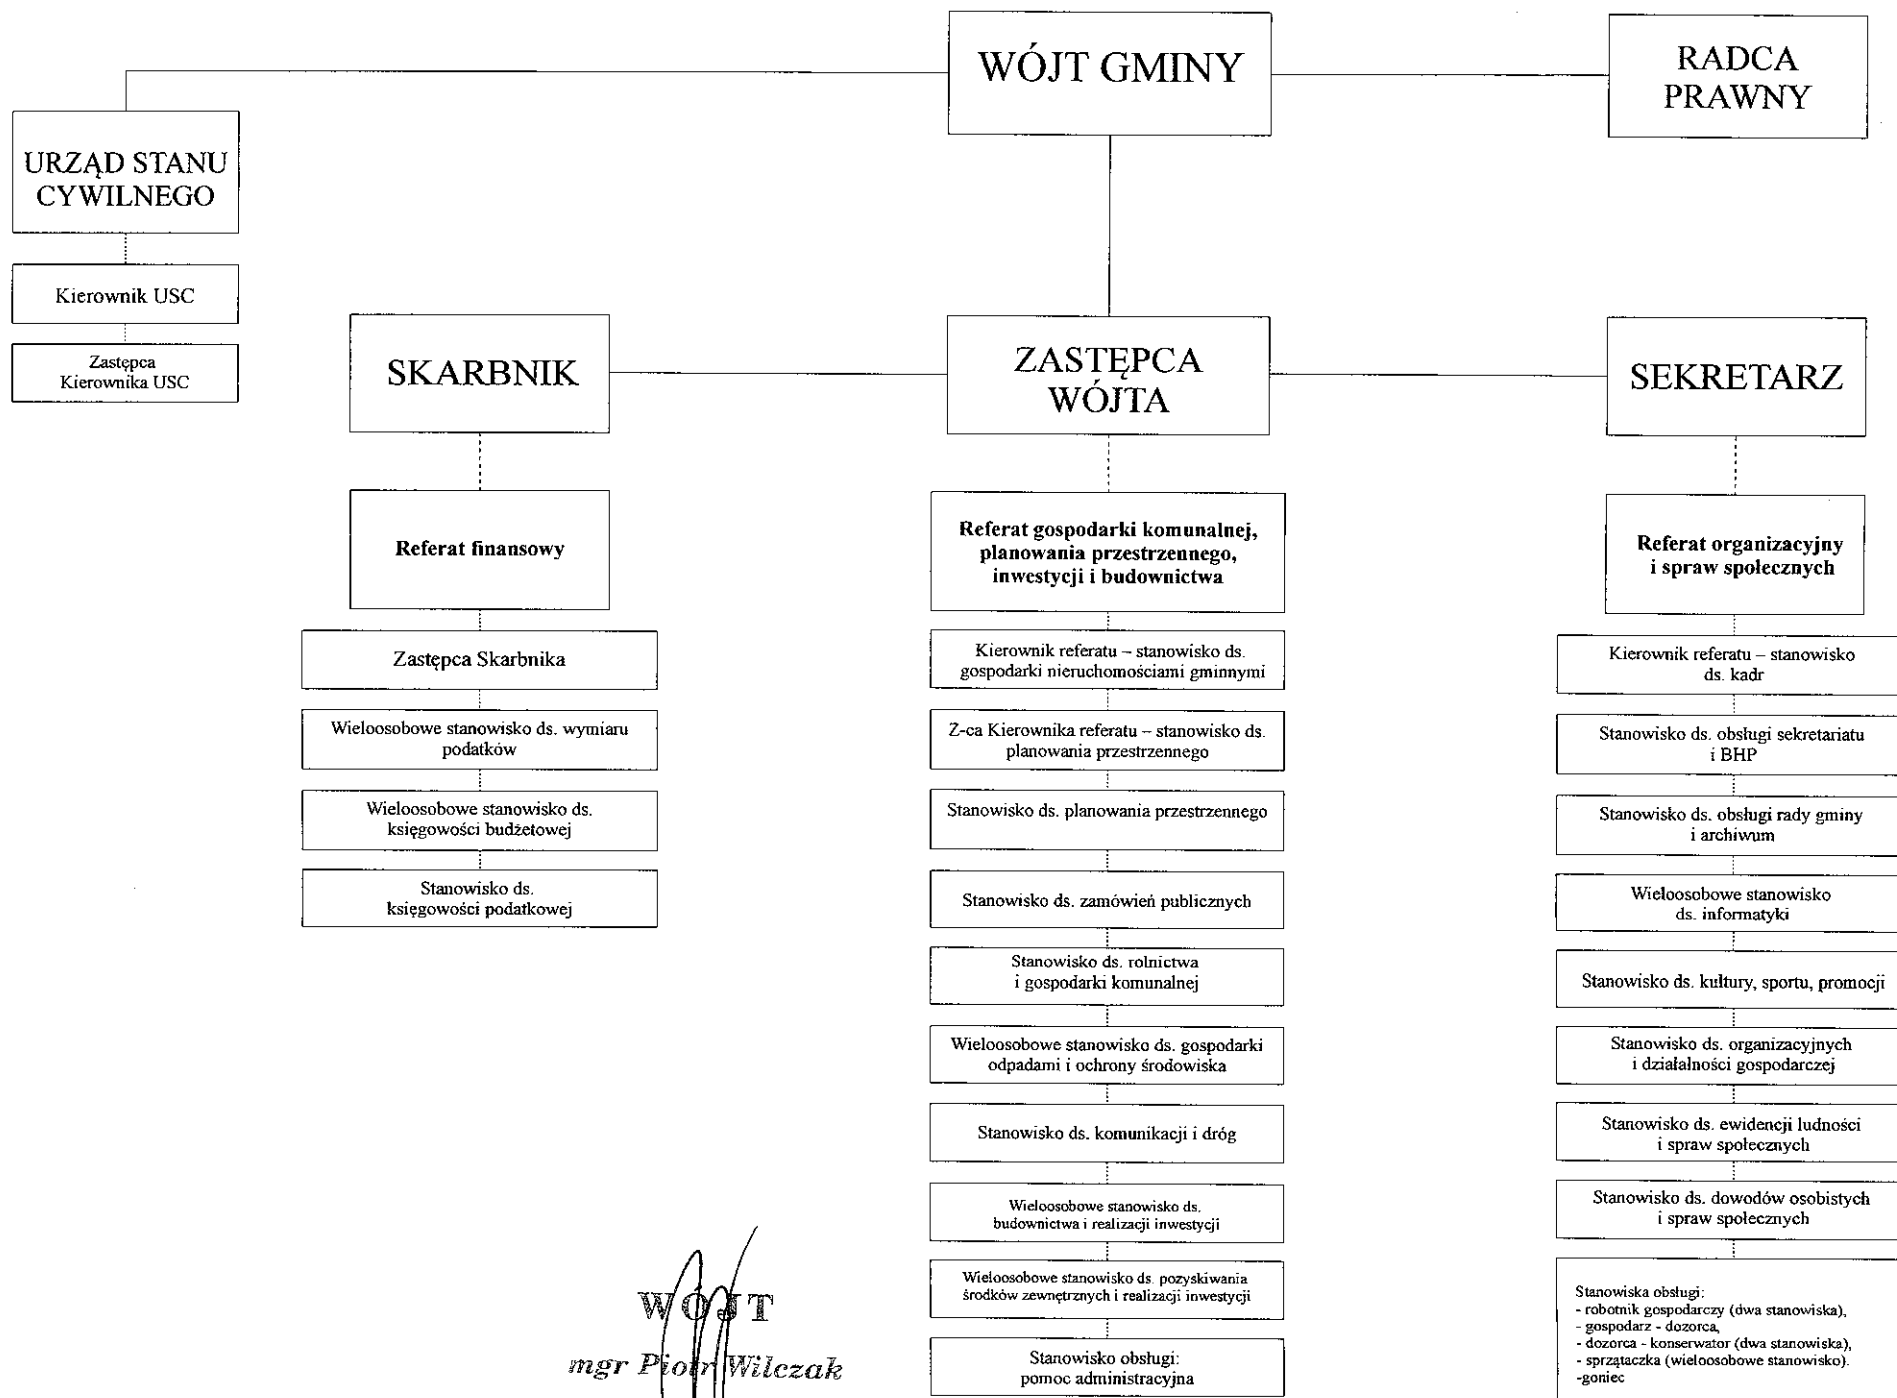 WÓJT GMINY
RADCA
PRAWNY
URZĄD STANU
CYWILNEGO
Kierownik USC
Zastępca
Kierownika USC
SKARBNIK
ZASTĘPCA
WÓJTA
SEKRETARZ
Referat finansowy
Zastępca Skarbnika
Wieloosobowe stanowisko ds. wymiaru
podatków
Wieloosobowe stanowisko ds.
księgowości budżetowej
Stanowisko ds.
księgowości podatkowej
Referat gospodarki komunalnej,
planowania przestrzennego,
inwestycji i budownictwa
Kierownik referatu – stanowisko ds.
gospodarki nieruchomościami gminnymi
Z-ca Kierownika referatu – stanowisko ds.
planowania przestrzennego
Stanowisko ds. planowania przestrzennego
Stanowisko ds. zamówień publicznych
Stanowisko ds. rolnictwa
i gospodarki komunalnej
Wieloosobowe stanowisko ds. gospodarki
odpadami i ochrony środowiska
Stanowisko ds. komunikacji i dróg
Wieloosobowe stanowisko ds.
budownictwa i realizacji inwestycji
Wieloosobowe stanowisko ds. pozyskiwania
środków zewnętrznych i realizacji inwestycji
Stanowisko obsługi:
pomoc administracyjna
Referat organizacyjny
i spraw społecznych
Kierownik referatu – stanowisko
ds. kadr
Stanowisko ds. obsługi sekretariatu
i BHP
Stanowisko ds. obsługi rady gminy
i archiwum
Wieloosobowe stanowisko
ds. informatyki
Stanowisko ds. kultury, sportu, promocji
Stanowisko ds. organizacyjnych
i działalności gospodarczej
Stanowisko ds. ewidencji ludności
i spraw społecznych
Stanowisko ds. dowodów osobistych
i spraw społecznych
Stanowiska obsługi:
- robotnik gospodarczy (dwa stanowiska),
- gospodarz - dozorca,
- dozorca - konserwator (dwa stanowiska),
- sprzątaczka (wieloosobowe stanowisko).
-goniec
WÓJT
mgr Piotr Wilczak